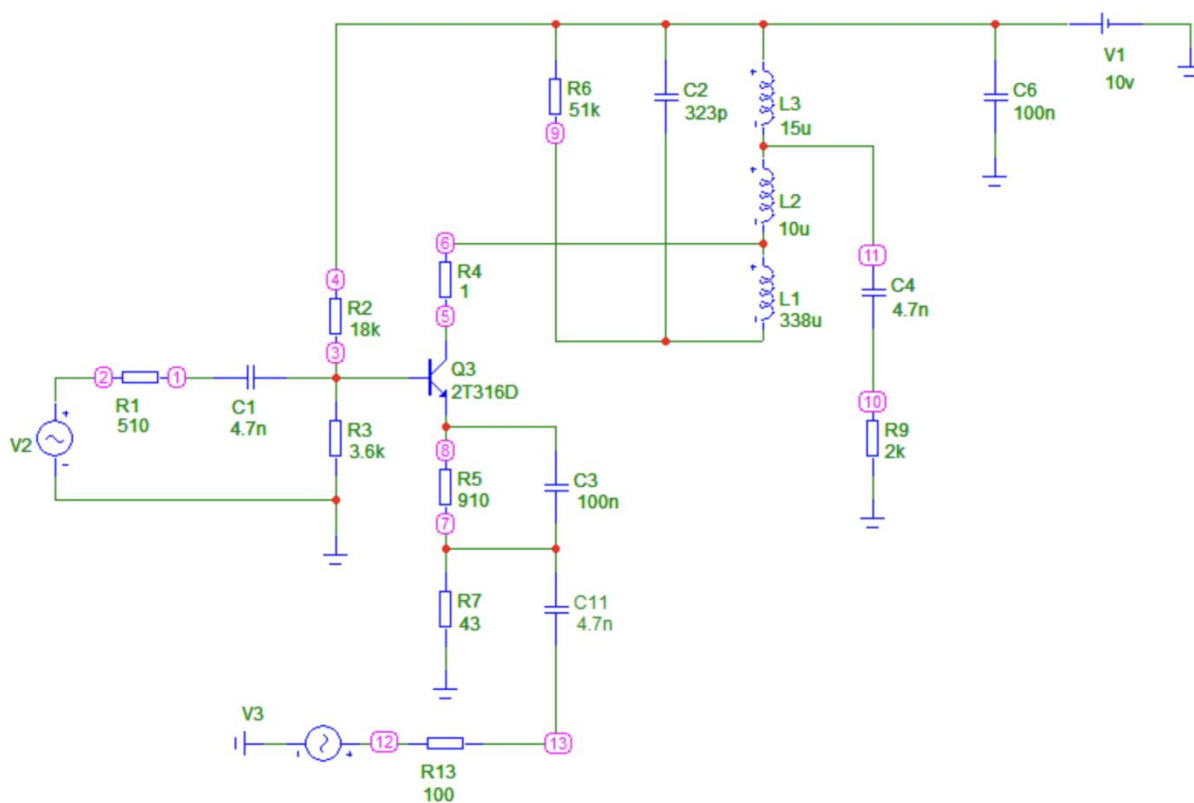 V1
10v
R6
51k
9
C2
323p
L3
15u
C6
100n
L2
10u
6
R4
1
5
11
C4
4.7n
L1
338u
4
R2
18k
3
Q3
2T316D
2
R1
510
1
C1
4.7n
V2
+
-
R3
3.6k
10
R9
2k
8
R5
910
7
C3
100n
R7
43
C11
4.7n
V3
12
13
R13
100